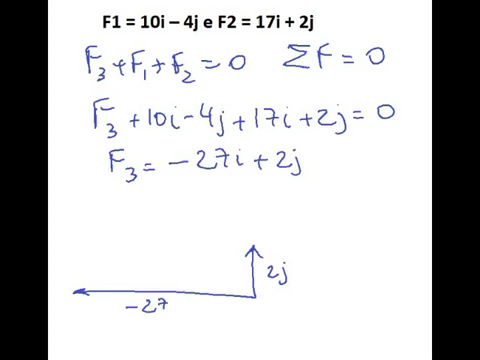 F1 = 10i – 4j e F2 = 17i + 2j
F3 + F1 + F2 = 0 ΣF = 0
F3 + 10i - 4j + 17i + 2j = 0
F3 = - 27i + 2j
2j
-27